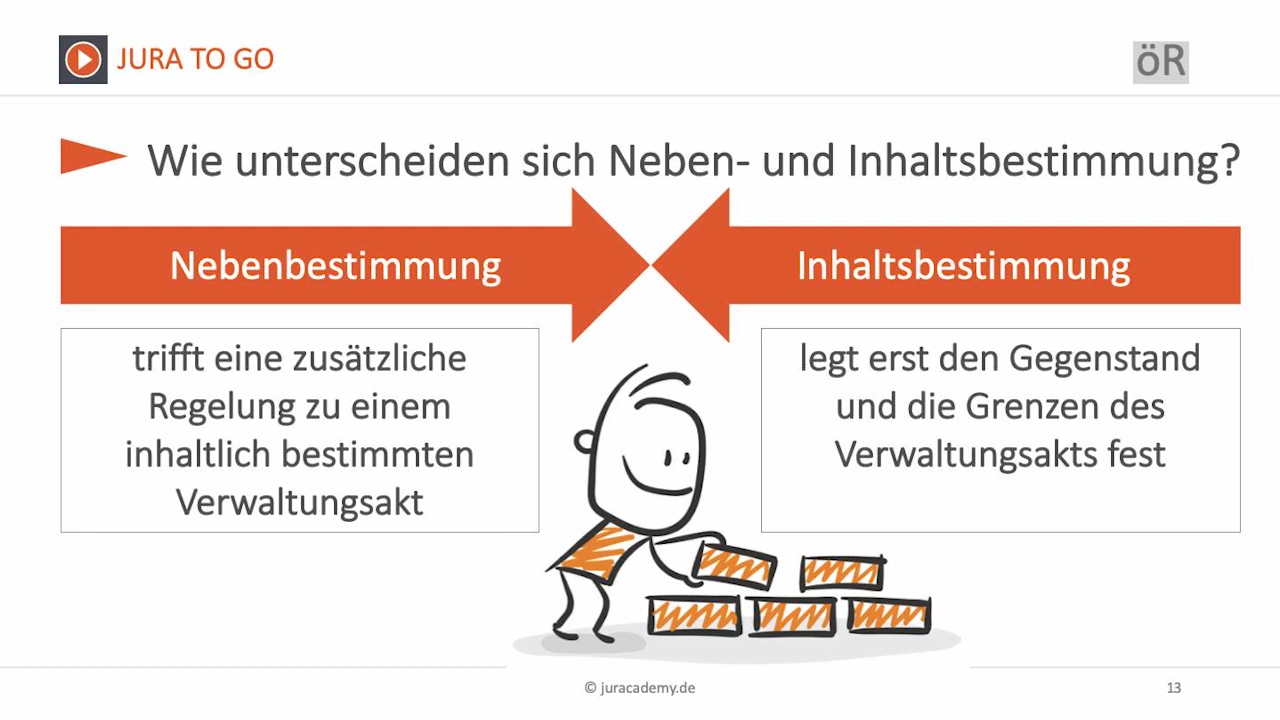 JURA TO GO
öR
Wie unterscheiden sich Neben- und Inhaltsbestimmung?
Nebenbestimmung
Inhaltsbestimmung
trifft eine zusätzliche
Regelung zu einem
inhaltlich bestimmten
Verwaltungsakt
legt erst den Gegenstand
und die Grenzen des
Verwaltungsakts fest
© juracademy.de
13